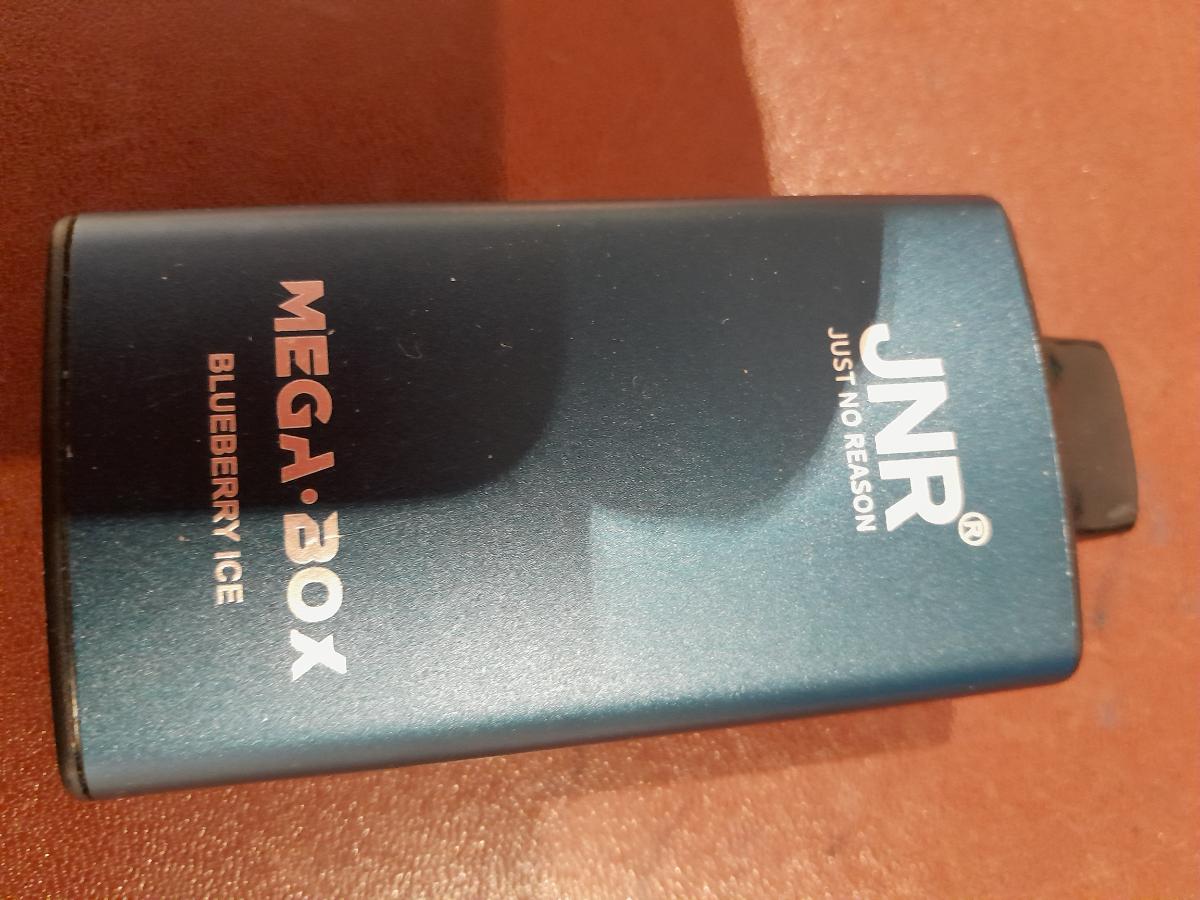 JNR®
JUST NO REASON
MEGA·BOX
BLUEBERRY ICE